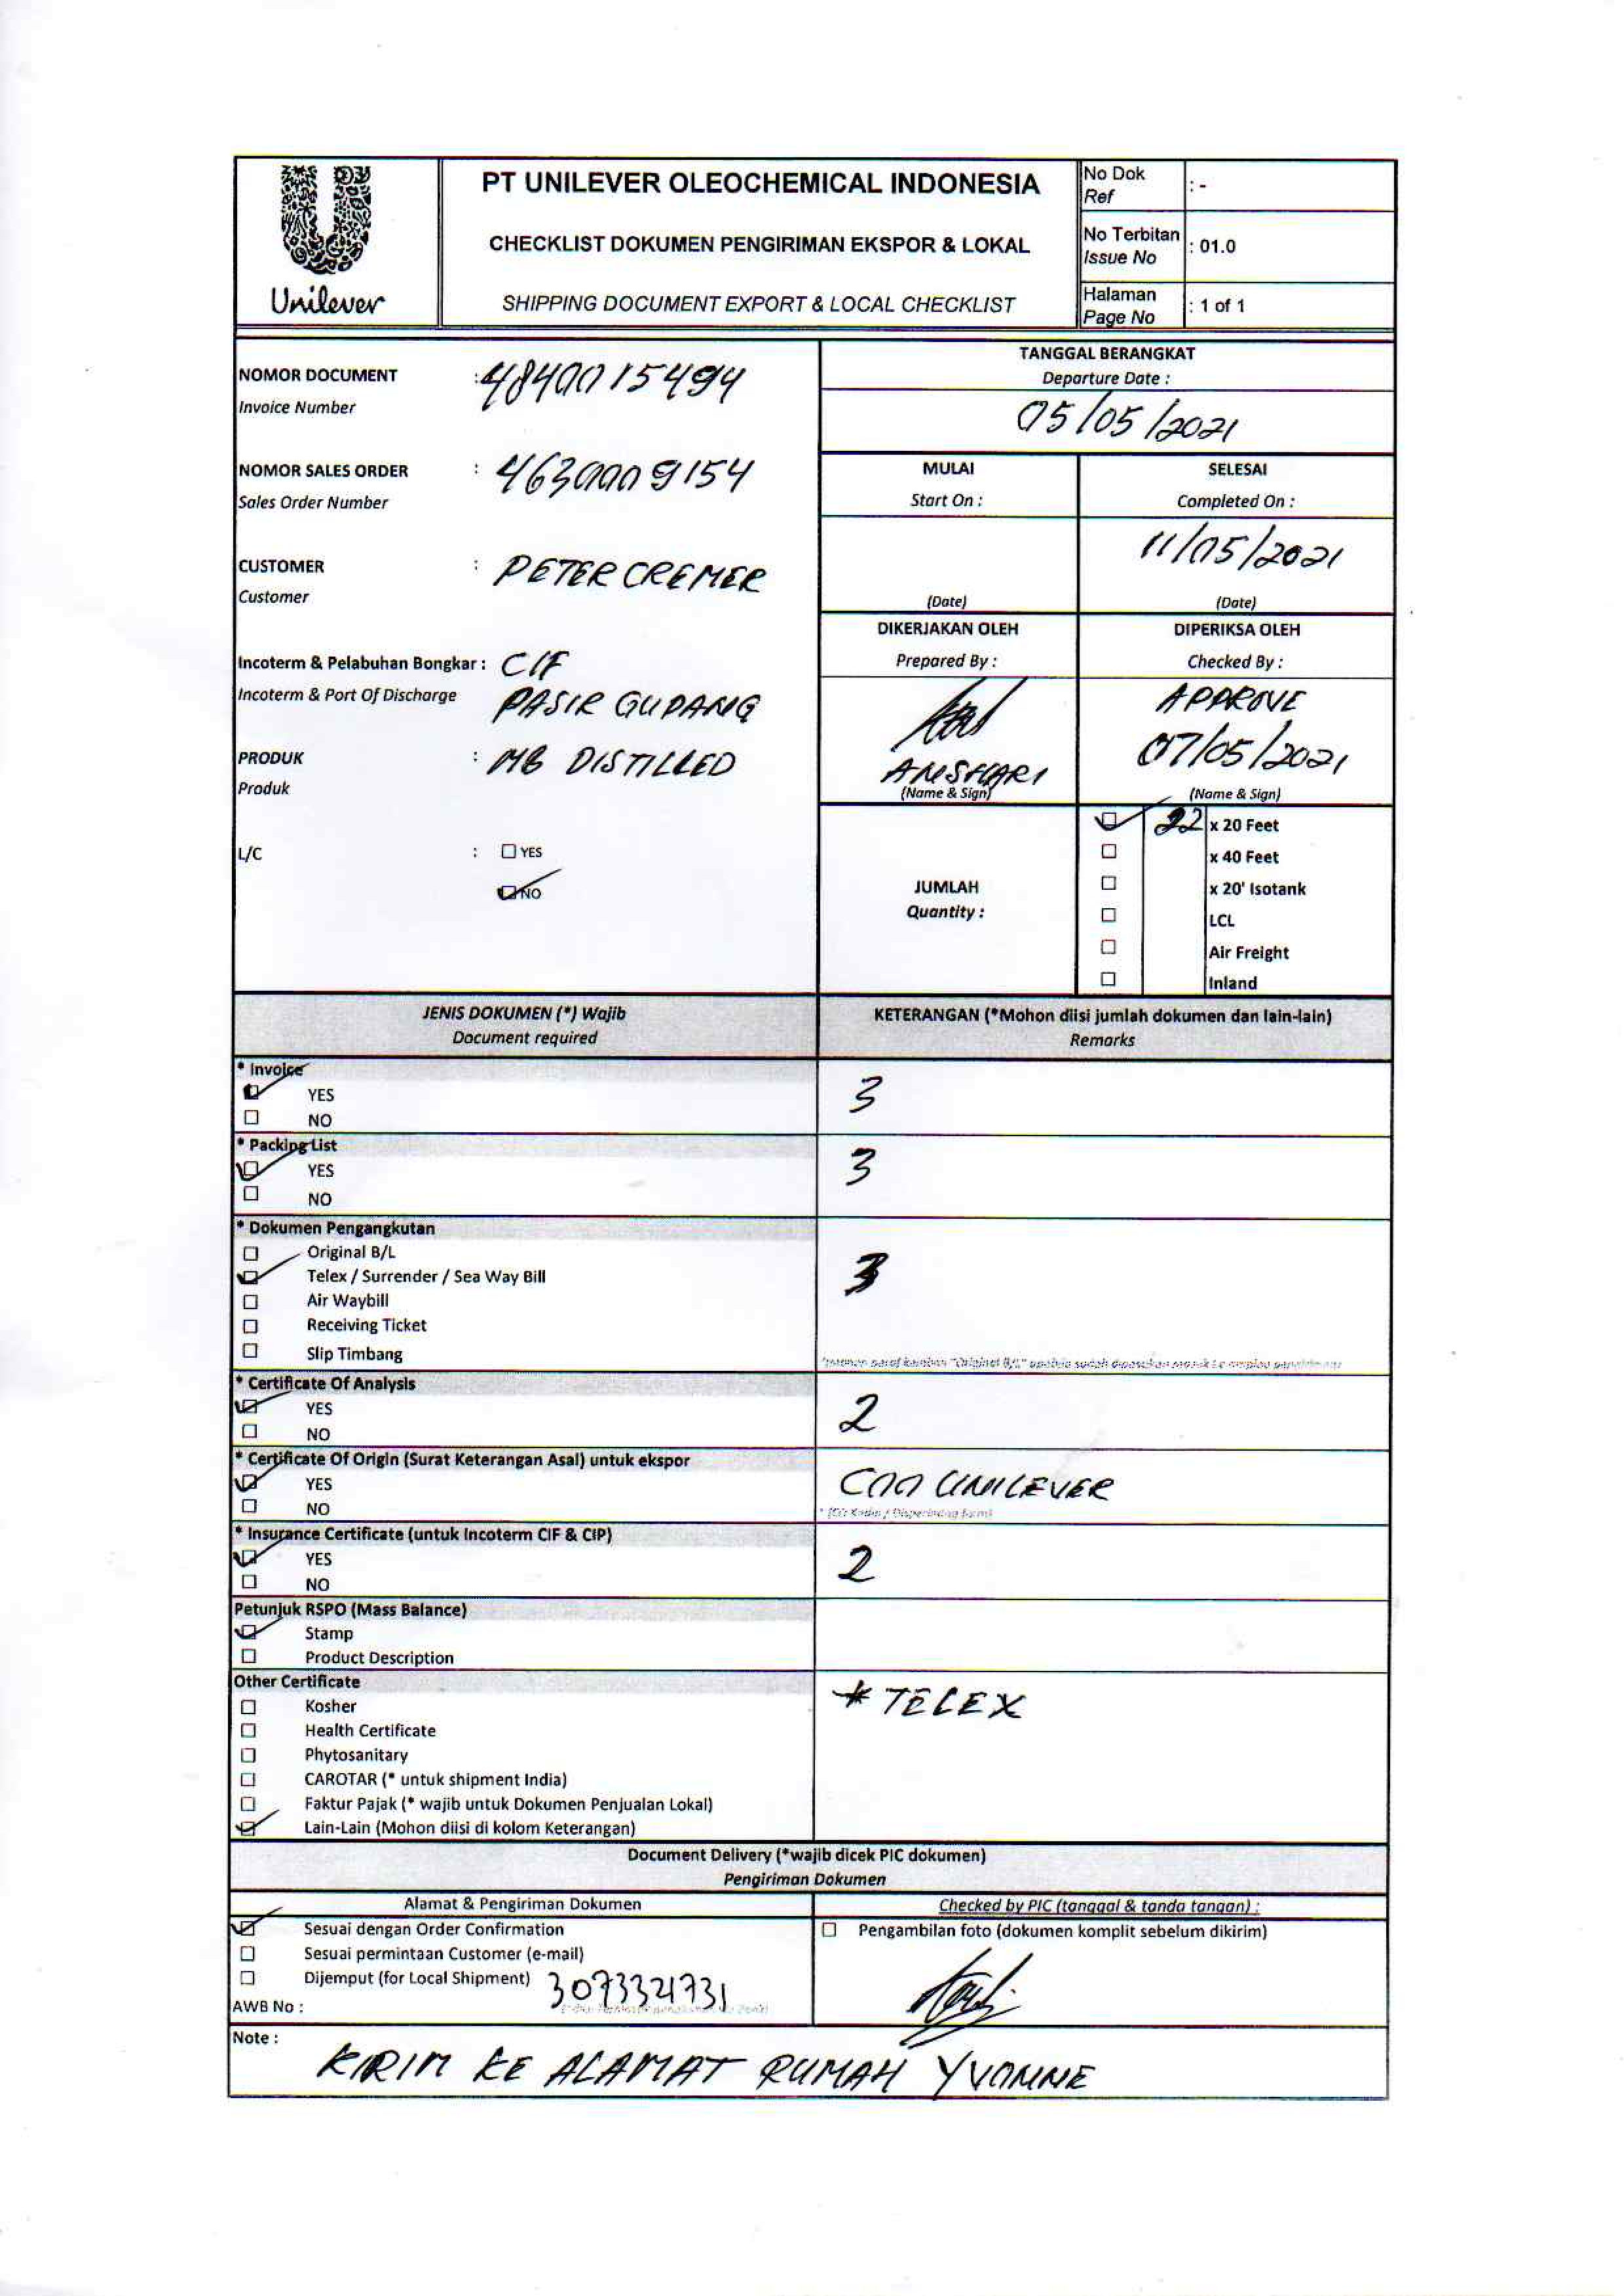 Unilever
PT UNILEVER OLEOCHEMICAL INDONESIA
CHECKLIST DOKUMEN PENGIRIMAN EKSPOR & LOKAL
SHIPPING DOCUMENT EXPORT & LOCAL CHECKLIST
No Dok
Ref
: -
No Terbitan
Issue No
: 01.0
Halaman
Page No
: 1 of 1
NOMOR DOCUMENT
Invoice Number
: 4840015494
NOMOR SALES ORDER
Sales Order Number
: 4630009154
CUSTOMER
Customer
: PETER CREMER
Incoterm & Pelabuhan Bongkar : CIF
Incoterm & Port Of Discharge PASIR GUDANG
PRODUK
Produk
: MB DISTILLED
L/C : YES
NO
TANGGAL BERANGKAT
Departure Date :
05/05/2021
MULAI
Start On :
(Date)
SELESAI
Completed On :
11/05/2021
(Date)
DIKERJAKAN OLEH
Prepared By :
ANSHARI
(Name & Sign)
DIPERIKSA OLEH
Checked By :
APPROVE
07/05/2021
(Name & Sign)
JUMLAH
Quantity :
22 x 20 Feet
x 40 Feet
x 20' Isotank
LCL
Air Freight
Inland
JENIS DOKUMEN (*) Wajib
Document required
KETERANGAN (*Mohon diisi jumlah dokumen dan lain-lain)
Remarks
* Invoice
YES
NO
3
* Packing List
YES
NO
3
* Dokumen Pengangkutan
Original B/L
Telex / Surrender / Sea Way Bill
Air Waybill
Receiving Ticket
Slip Timbang
3
* Certificate Of Analysis
YES
NO
2
* Certificate Of Origin (Surat Keterangan Asal) untuk ekspor
YES
NO
COO UNILEVER
* Insurance Certificate (untuk Incoterm CIF & CIP)
YES
NO
2
Petunjuk RSPO (Mass Balance)
Stamp
Product Description
Other Certificate
Kosher
Health Certificate
Phytosanitary
CAROTAR (* untuk shipment India)
Faktur Pajak (* wajib untuk Dokumen Penjualan Lokal)
Lain-Lain (Mohon diisi di kolom Keterangan)
* TELEX
Document Delivery (*wajib dicek PIC dokumen)
Pengiriman Dokumen
Alamat & Pengiriman Dokumen
Sesuai dengan Order Confirmation
Sesuai permintaan Customer (e-mail)
Dijemput (for Local Shipment)
AWB No : 3073321731
Checked by PIC (tanggal & tanda tangan) :
Pengambilan foto (dokumen komplit sebelum dikirim)
Note :
KIRIM KE ALAMAT RUMAH YVONNE